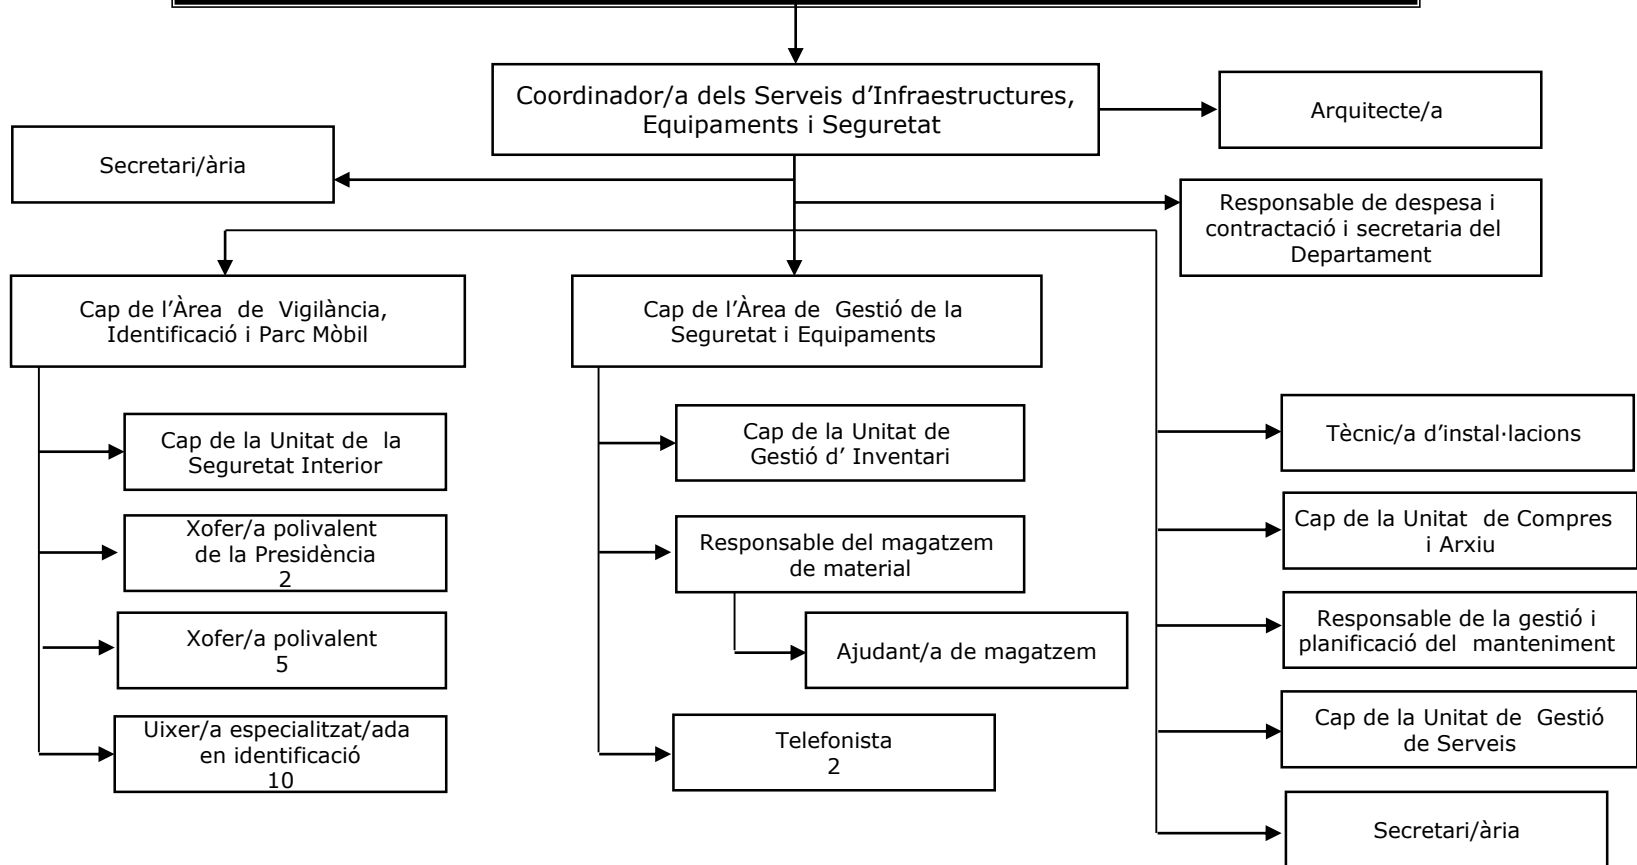 Coordinador/a dels Serveis d’Infraestructures,
Equipaments i Seguretat
Arquitecte/a
Secretari/ària
Responsable de despesa i
contractació i secretaria del
Departament
Cap de l’Àrea de Vigilància,
Identificació i Parc Mòbil
Cap de l’Àrea de Gestió de la
Seguretat i Equipaments
Cap de la Unitat de la
Seguretat Interior
Xofer/a polivalent
de la Presidència
2
Xofer/a polivalent
5
Uixer/a especialitzat/ada
en identificació
10
Cap de la Unitat de
Gestió d’ Inventari
Responsable del magatzem
de material
Ajudant/a de magatzem
Telefonista
2
Tècnic/a d’instal·lacions
Cap de la Unitat de Compres
i Arxiu
Responsable de la gestió i
planificació del manteniment
Cap de la Unitat de Gestió
de Serveis
Secretari/ària